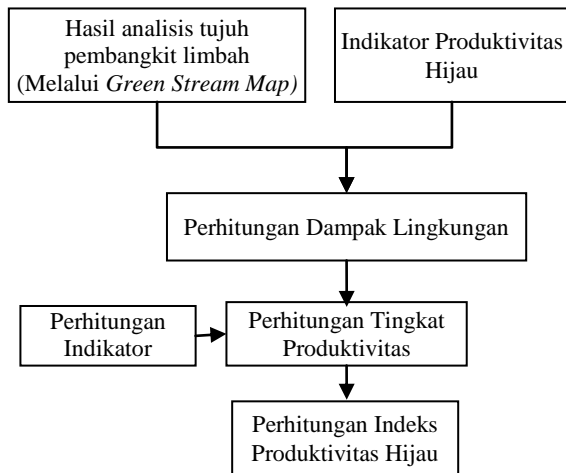 Hasil analisis tujuh
pembangkit limbah
(Melalui Green Stream Map)
Indikator Produktivitas
Hijau
Perhitungan Dampak Lingkungan
Perhitungan
Indikator
Perhitungan Tingkat
Produktivitas
Perhitungan Indeks
Produktivitas Hijau